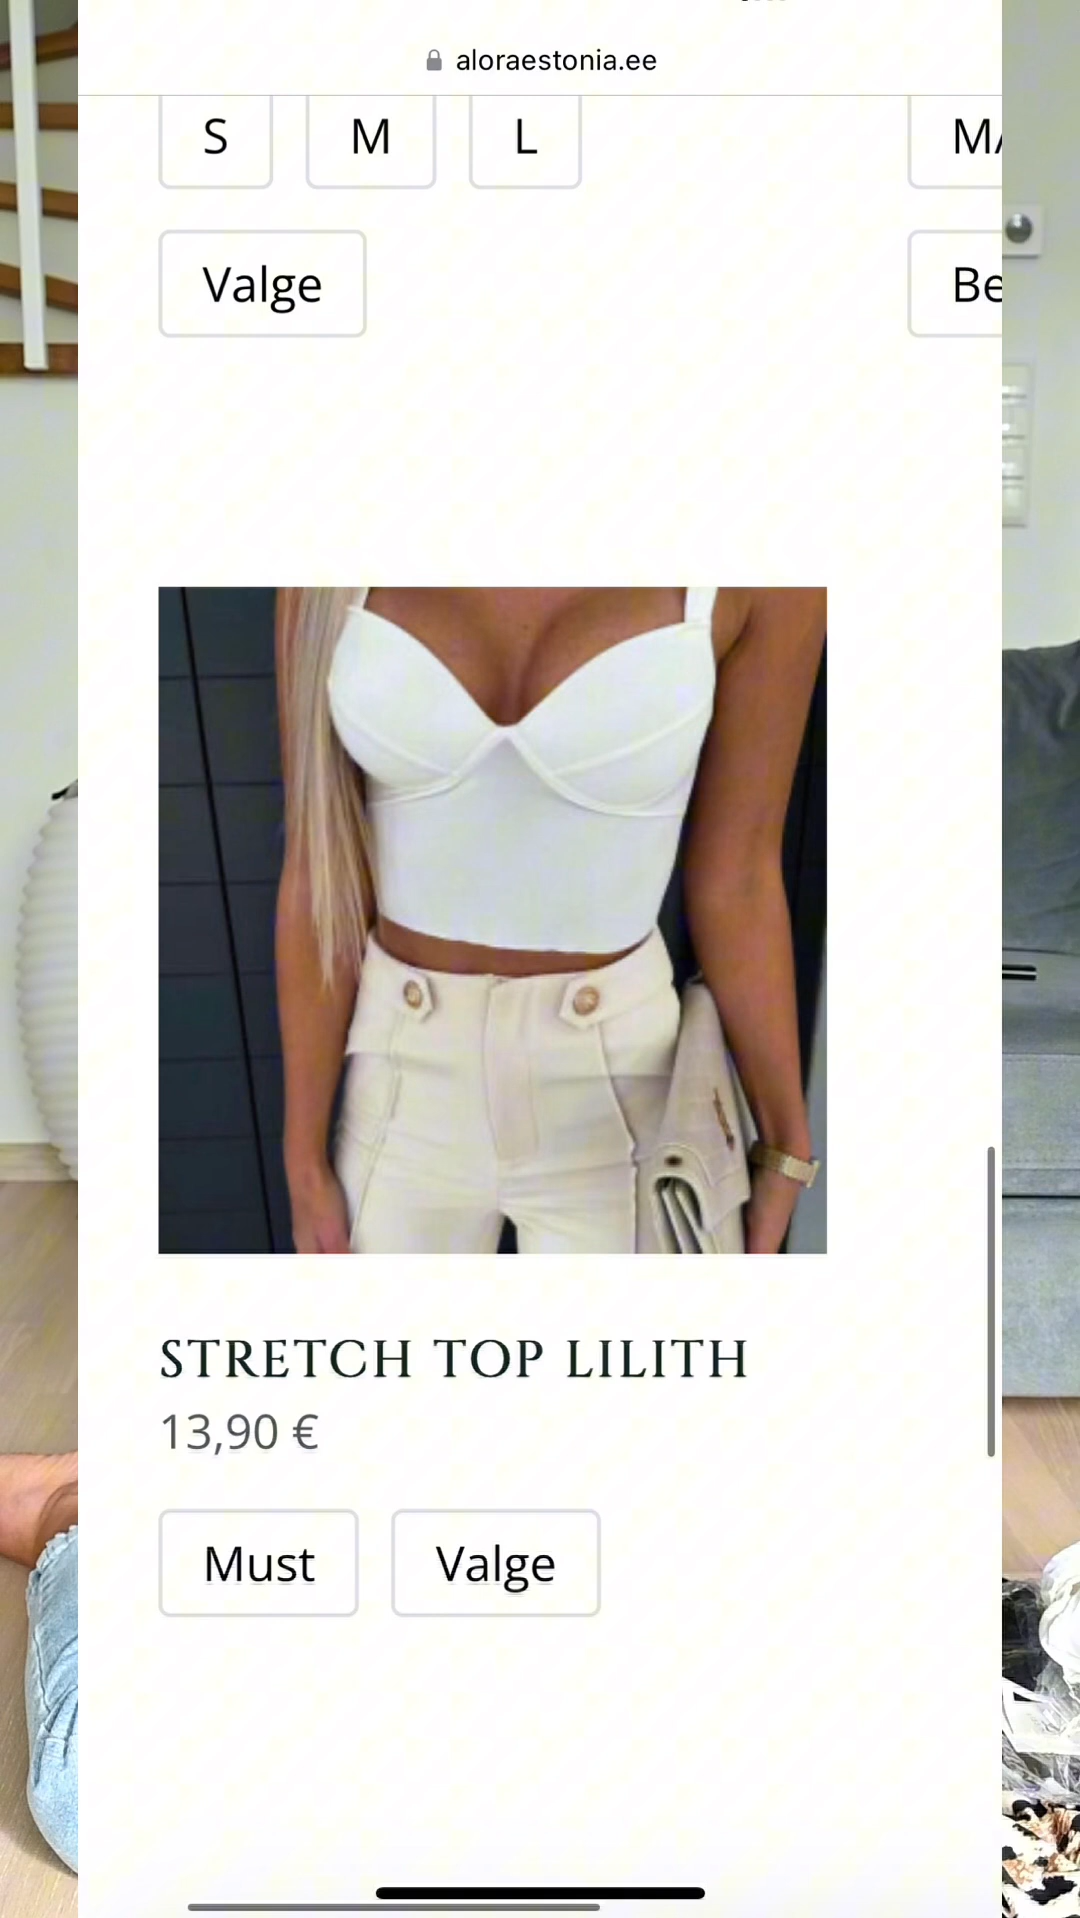 aloraestonia.ee
S M L
Valge
STRETCH TOP LILITH
13,90 €
Must Valge